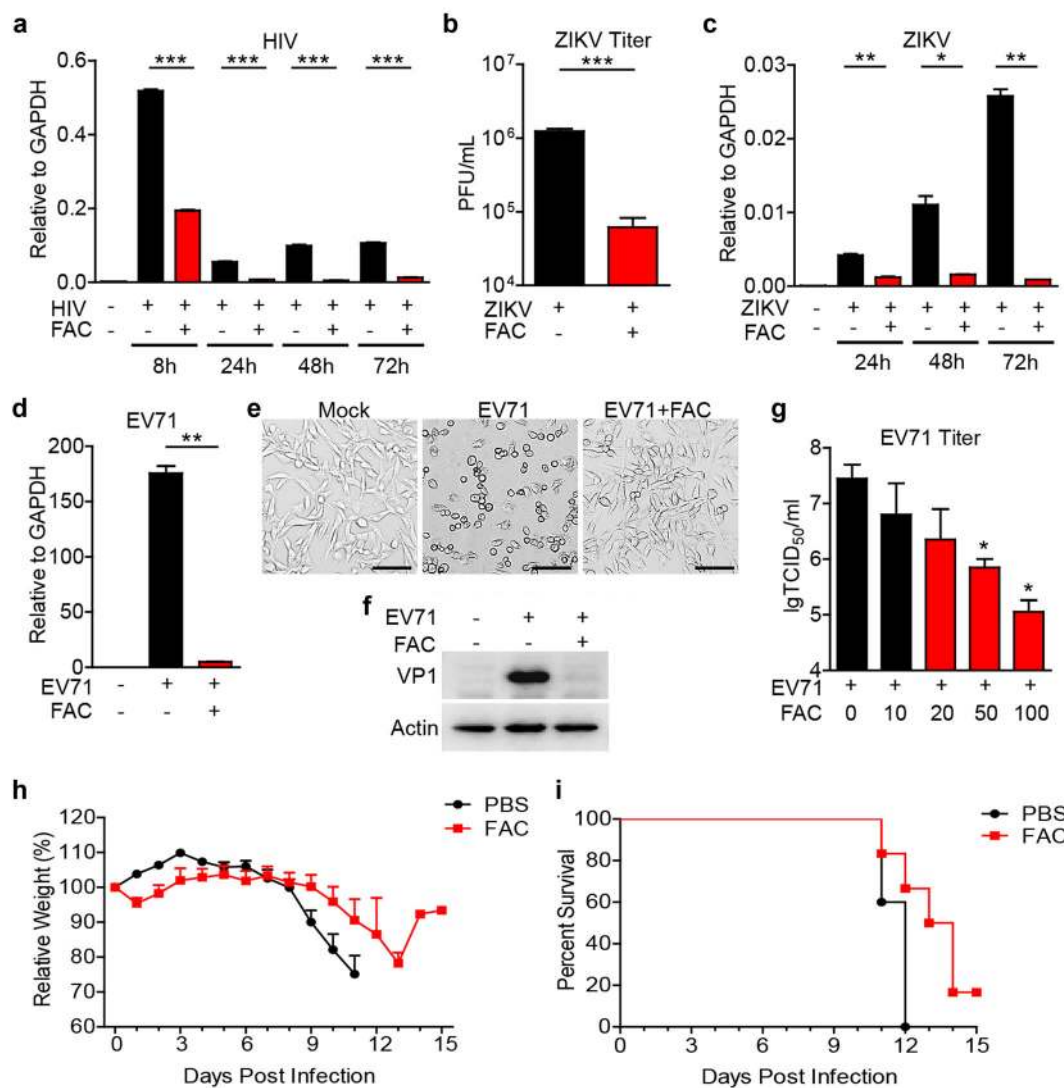 a
HIV
*** *** *** ***
Relative to GAPDH
0.6
0.4
0.2
0.0
HIV - + + + + + + + +
FAC - - + - + - + - +
8h 24h 48h 72h
b
ZIKV Titer
***
PFU/mL
10⁷
10⁶
10⁵
10⁴
ZIKV + +
FAC - +
c
ZIKV
** * **
Relative to GAPDH
0.03
0.02
0.01
0.00
ZIKV - + + + + + +
FAC - - + - + - +
24h 48h 72h
d
EV71
**
Relative to GAPDH
200
150
100
50
0
EV71 - + +
FAC - - +
e
Mock EV71 EV71+FAC
f
EV71 - + +
FAC - - +
VP1
Actin
g
EV71 Titer
* *
lgTCID₅₀/ml
8
7
6
5
4
EV71 + + + + +
FAC 0 10 20 50 100
h
PBS
FAC
Relative Weight (%)
120
110
100
90
80
70
60
0 3 6 9 12 15
Days Post Infection
i
PBS
FAC
Percent Survival
100
80
60
40
20
0
0 3 6 9 12 15
Days Post Infection